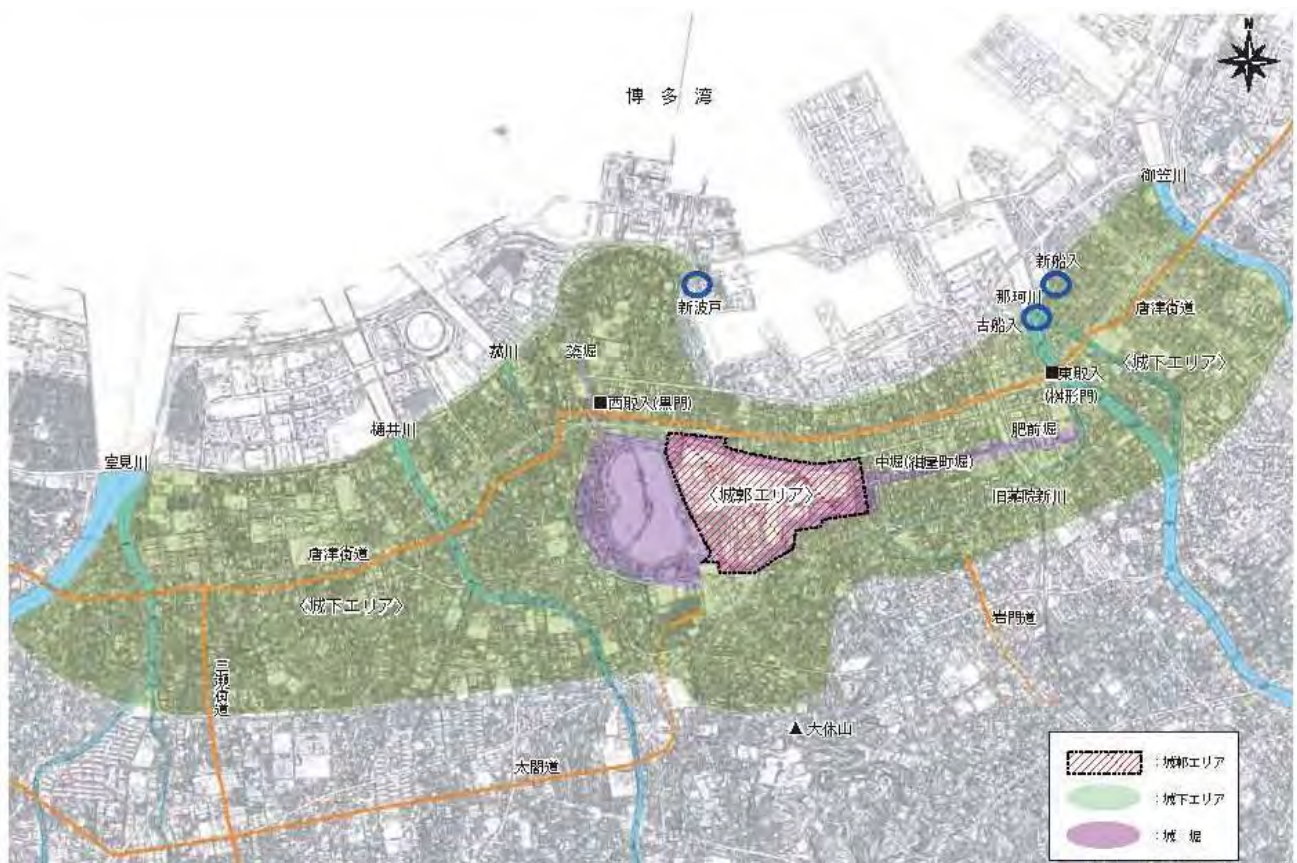 N
博多湾
御笠川
新船入
那珂川
古船入
唐津街道
新波戸
〈城下エリア〉
菰川
築堀
■東取入
(桝形門)
■西取入(黒門)
樋井川
肥前堀
室見川
中堀(紺屋町堀)
〈城郭エリア〉
旧薬院新川
唐津街道
〈城下エリア〉
岩門道
三瀬街道
▲大休山
太閤道
:城郭エリア
:城下エリア
:城 堀